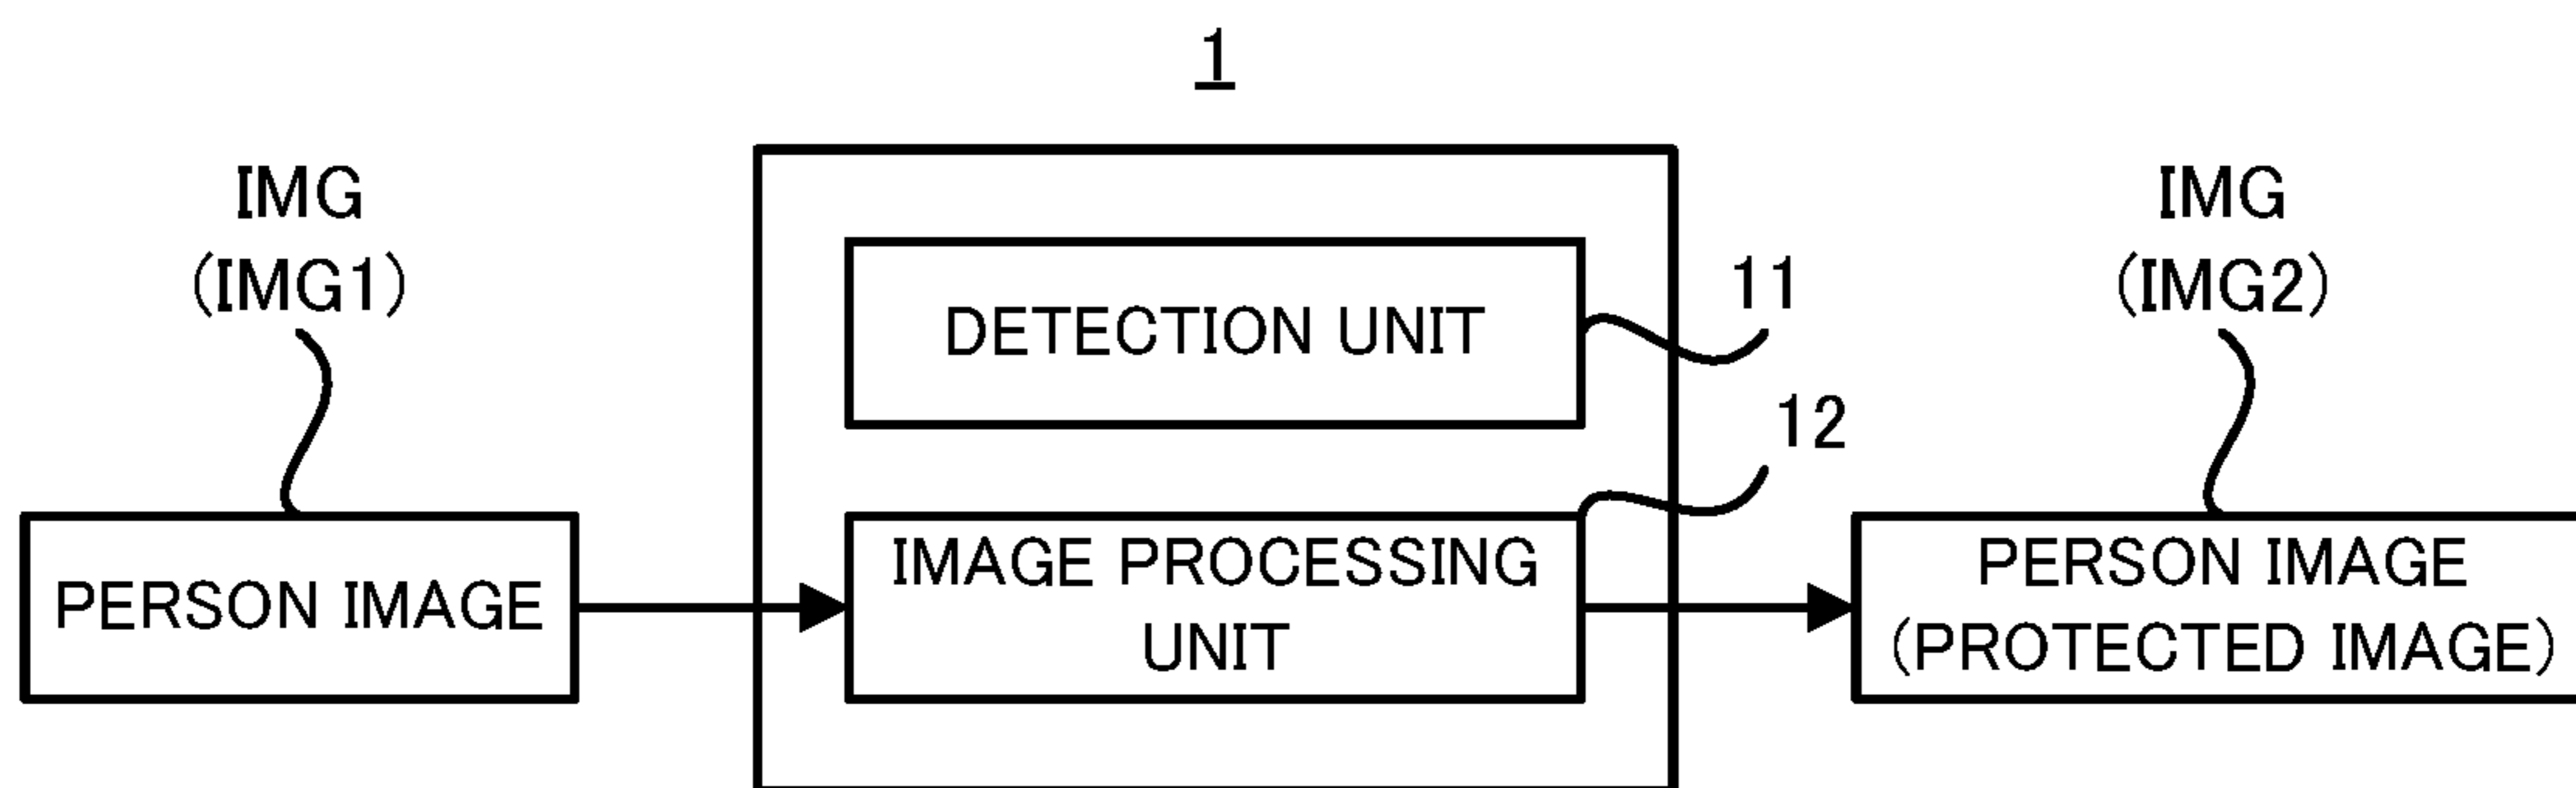 1
IMG
(IMG1)
PERSON IMAGE
DETECTION UNIT
11
IMAGE PROCESSING
UNIT
12
IMG
(IMG2)
PERSON IMAGE
(PROTECTED IMAGE)